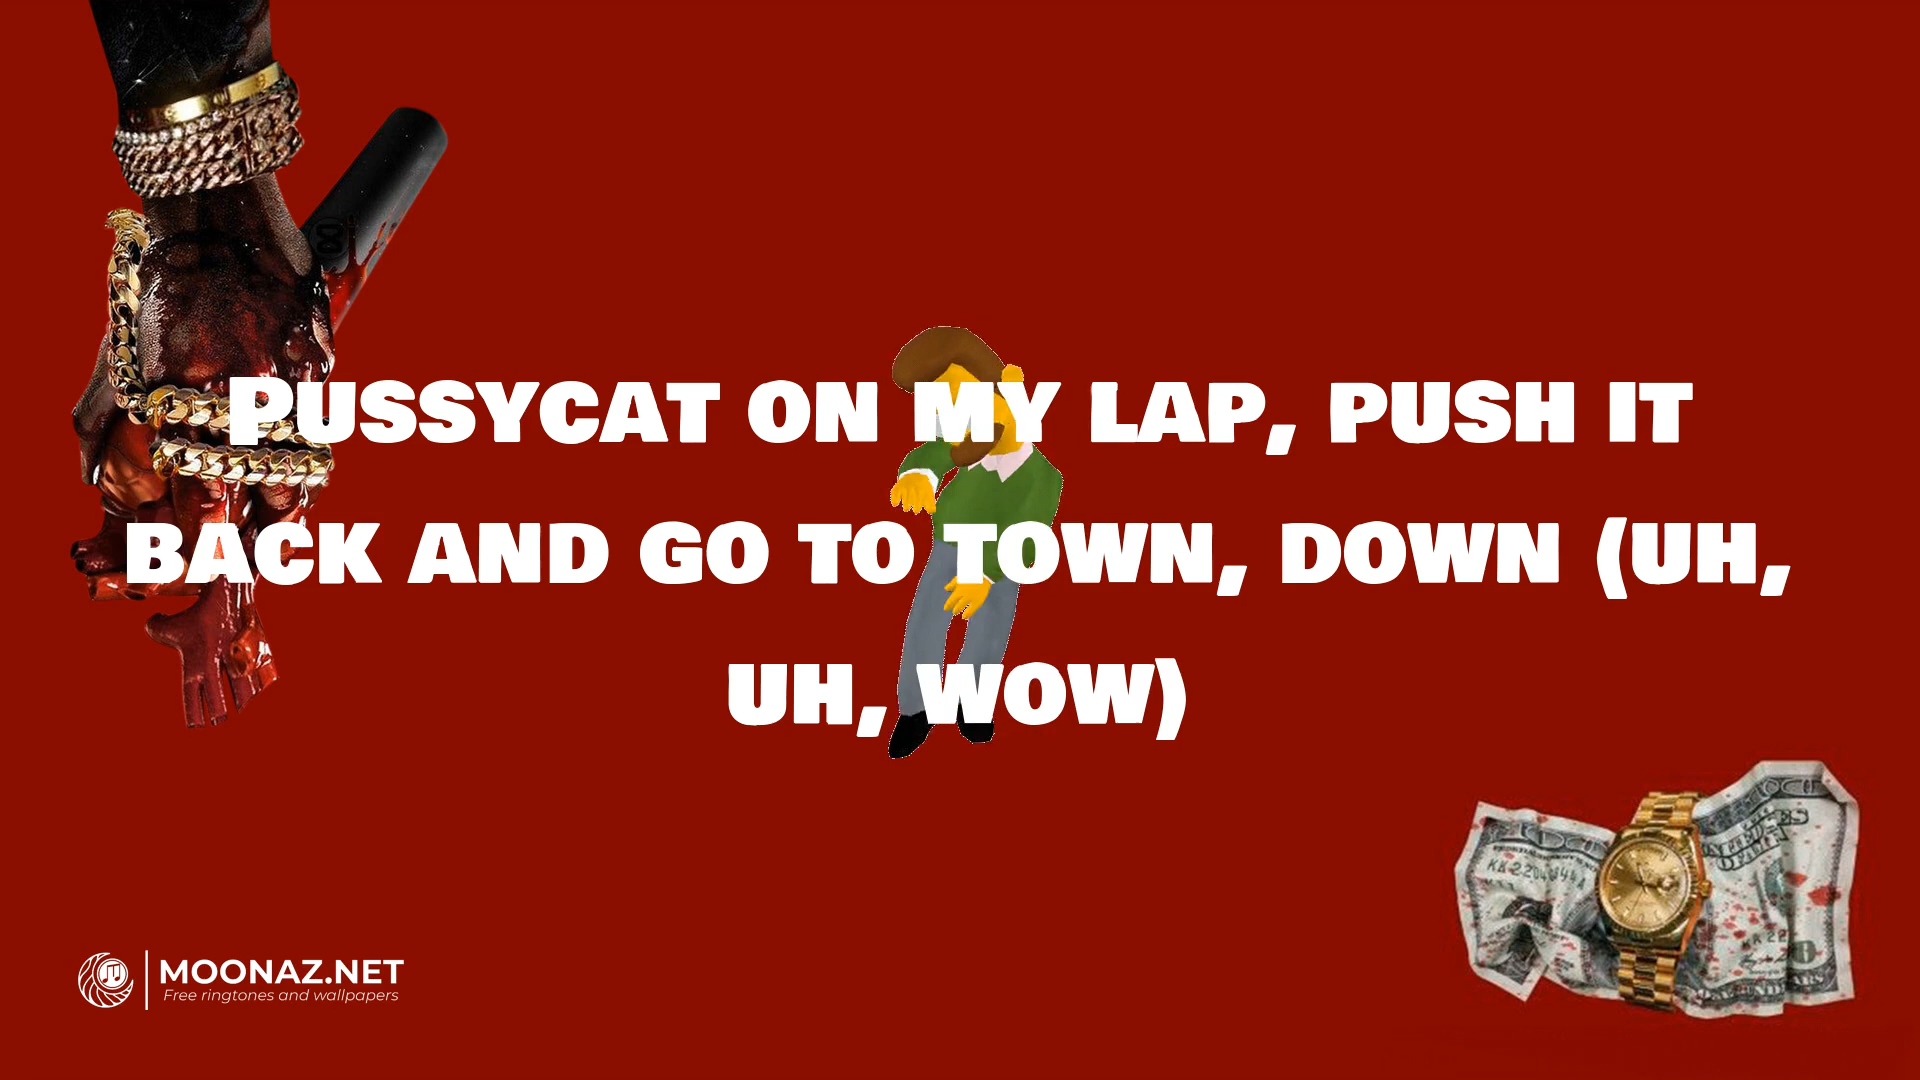 Pussycat on my lap, push it
back and go to town, down (uh,
uh, wow)
MOONAZ.NET
Free ringtones and wallpapers